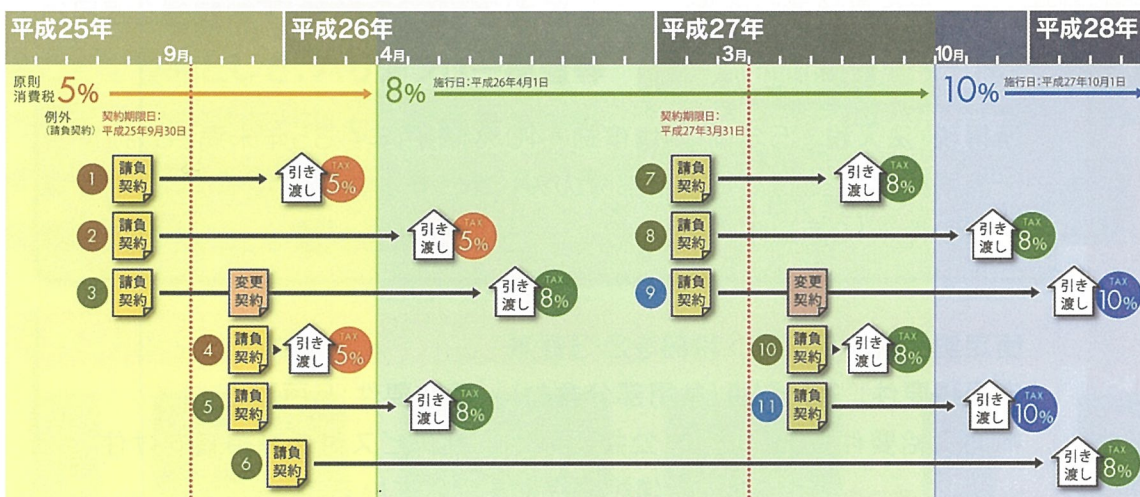 平成25年
平成26年
平成27年
平成28年
9月
4月
3月
10月
原則
消費税 5%
8% 施行日:平成26年4月1日
10% 施行日:平成27年10月1日
例外
(請負契約)
契約期限日:
平成25年9月30日
契約期限日:
平成27年3月31日
1 請負
契約
引き
渡し
TAX
5%
7 請負
契約
引き
渡し
TAX
8%
2 請負
契約
引き
渡し
TAX
5%
8 請負
契約
引き
渡し
TAX
8%
3 請負
契約
変更
契約
引き
渡し
TAX
8%
9 請負
契約
変更
契約
引き
渡し
TAX
10%
4 請負
契約
引き
渡し
TAX
5%
10 請負
契約
引き
渡し
TAX
8%
5 請負
契約
引き
渡し
TAX
8%
11 請負
契約
引き
渡し
TAX
10%
6 請負
契約
引き
渡し
TAX
8%